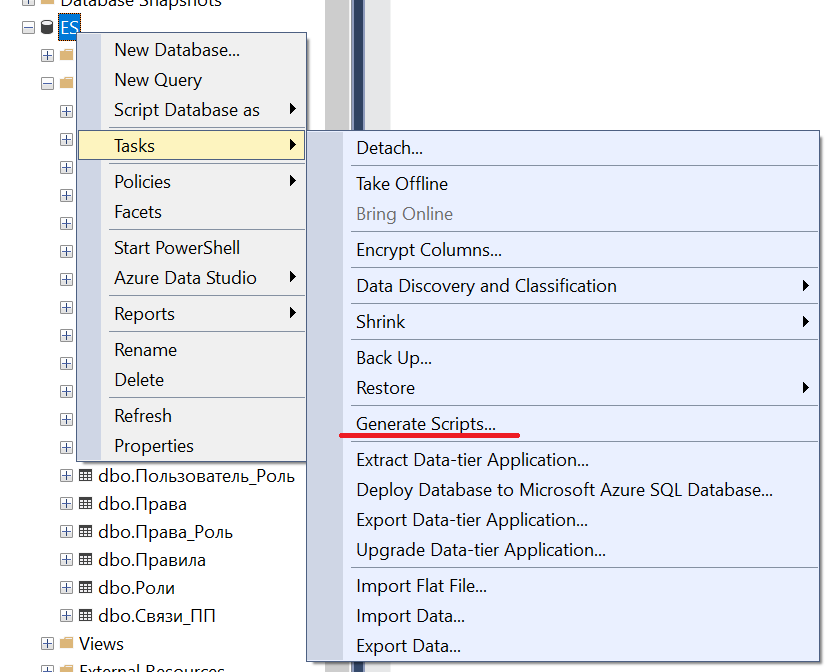 Database Snapshots
ES
New Database...
New Query
Script Database as
Tasks
Policies
Facets
Start PowerShell
Azure Data Studio
Reports
Rename
Delete
Refresh
Properties
Detach...
Take Offline
Bring Online
Encrypt Columns...
Data Discovery and Classification
Shrink
Back Up...
Restore
Generate Scripts...
Extract Data-tier Application...
Deploy Database to Microsoft Azure SQL Database...
Export Data-tier Application...
Upgrade Data-tier Application...
Import Flat File...
Import Data...
Export Data...
dbo.Пользователь_Роль
dbo.Права
dbo.Права_Роль
dbo.Правила
dbo.Роли
dbo.Связи_ПП
Views
External Resources